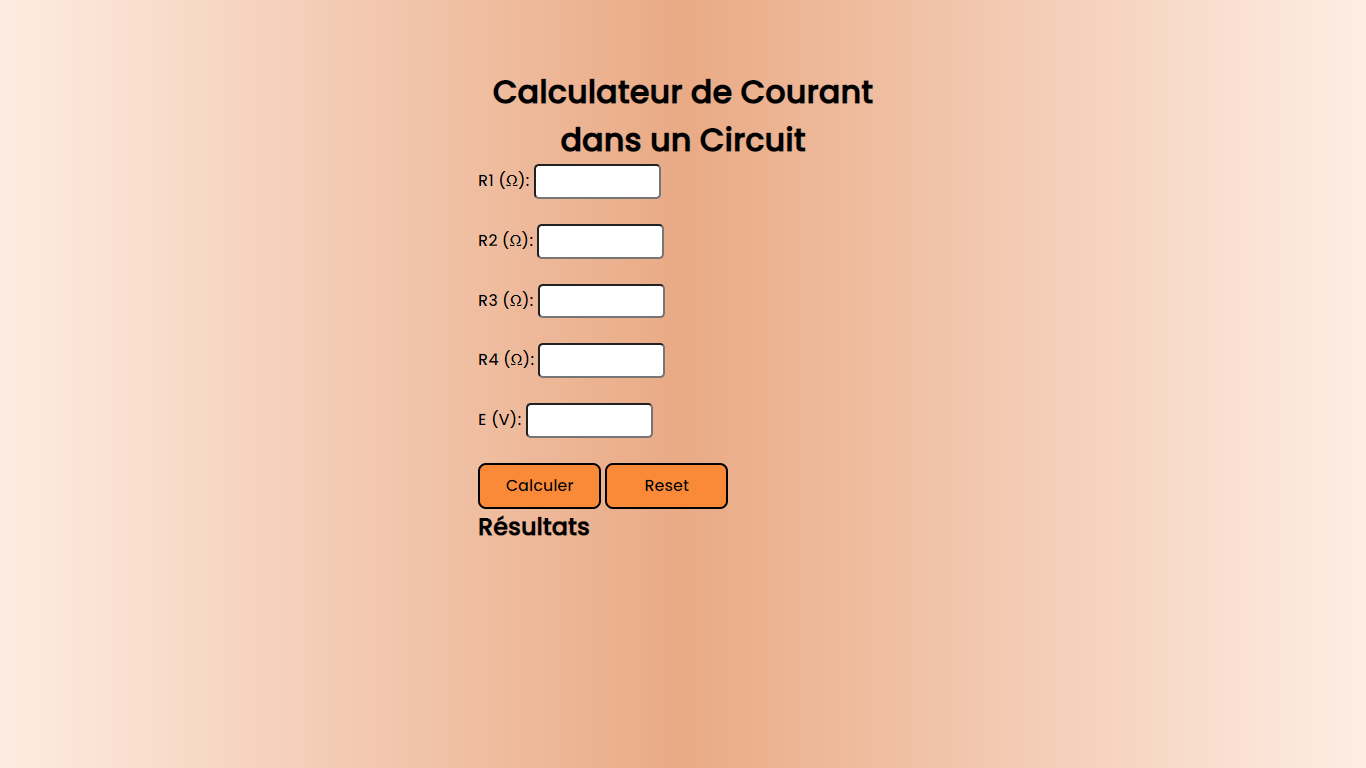 Calculateur de Courant
dans un Circuit
R1 (Ω):
R2 (Ω):
R3 (Ω):
R4 (Ω):
E (V):
Calculer Reset
Résultats